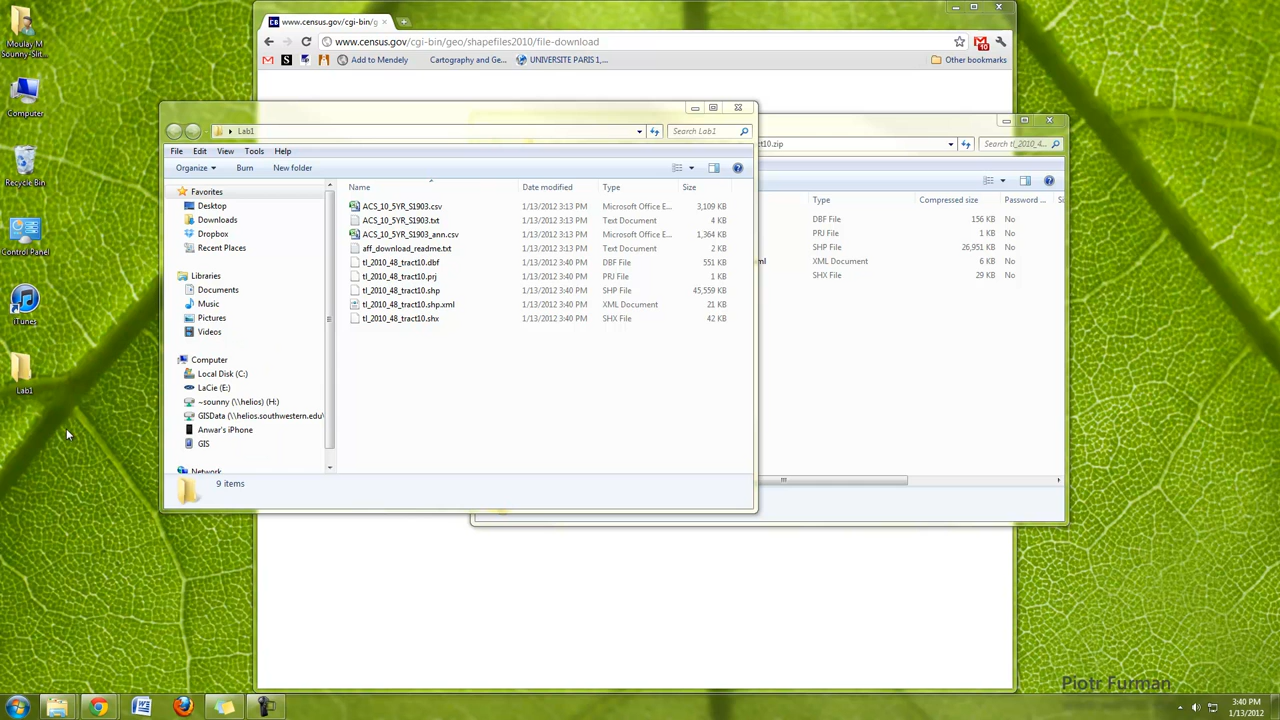 Moulay M
Sounny-Slit...
Computer
Recycle Bin
Control Panel
iTunes
Lab1
www.census.gov/cgi-bin/g
www.census.gov/cgi-bin/geo/shapefiles2010/file-download
10
Add to Mendely
Cartography and Ge...
UNIVERSITE PARIS 1,...
Other bookmarks
Lab1
Search Lab1
File
Edit
View
Tools
Help
Organize
Burn
New folder
Favorites
Desktop
Downloads
Dropbox
Recent Places
Libraries
Documents
Music
Pictures
Videos
Computer
Local Disk (C:)
LaCie (E:)
~sounny (\\helios) (H:)
GISData (\\helios.southwestern.edu\
Anwar's iPhone
GIS
Network
Name Date modified Type Size
ACS_10_5YR_S1903.csv 1/13/2012 3:13 PM Microsoft Office E... 3,109 KB
ACS_10_5YR_S1903.txt 1/13/2012 3:13 PM Text Document 4 KB
ACS_10_5YR_S1903_ann.csv 1/13/2012 3:13 PM Microsoft Office E... 1,364 KB
aff_download_readme.txt 1/13/2012 3:13 PM Text Document 2 KB
tl_2010_48_tract10.dbf 1/13/2012 3:40 PM DBF File 551 KB
tl_2010_48_tract10.prj 1/13/2012 3:40 PM PRJ File 1 KB
tl_2010_48_tract10.shp 1/13/2012 3:40 PM SHP File 45,559 KB
tl_2010_48_tract10.shp.xml 1/13/2012 3:40 PM XML Document 21 KB
tl_2010_48_tract10.shx 1/13/2012 3:40 PM SHX File 42 KB
9 items
ct10.zip
Search tl_2010_4...
Type Compressed size Password ... Si
DBF File 156 KB No
PRJ File 1 KB No
SHP File 26,951 KB No
ml XML Document 6 KB No
SHX File 29 KB No
Piotr Furman
3:40 PM
1/13/2012